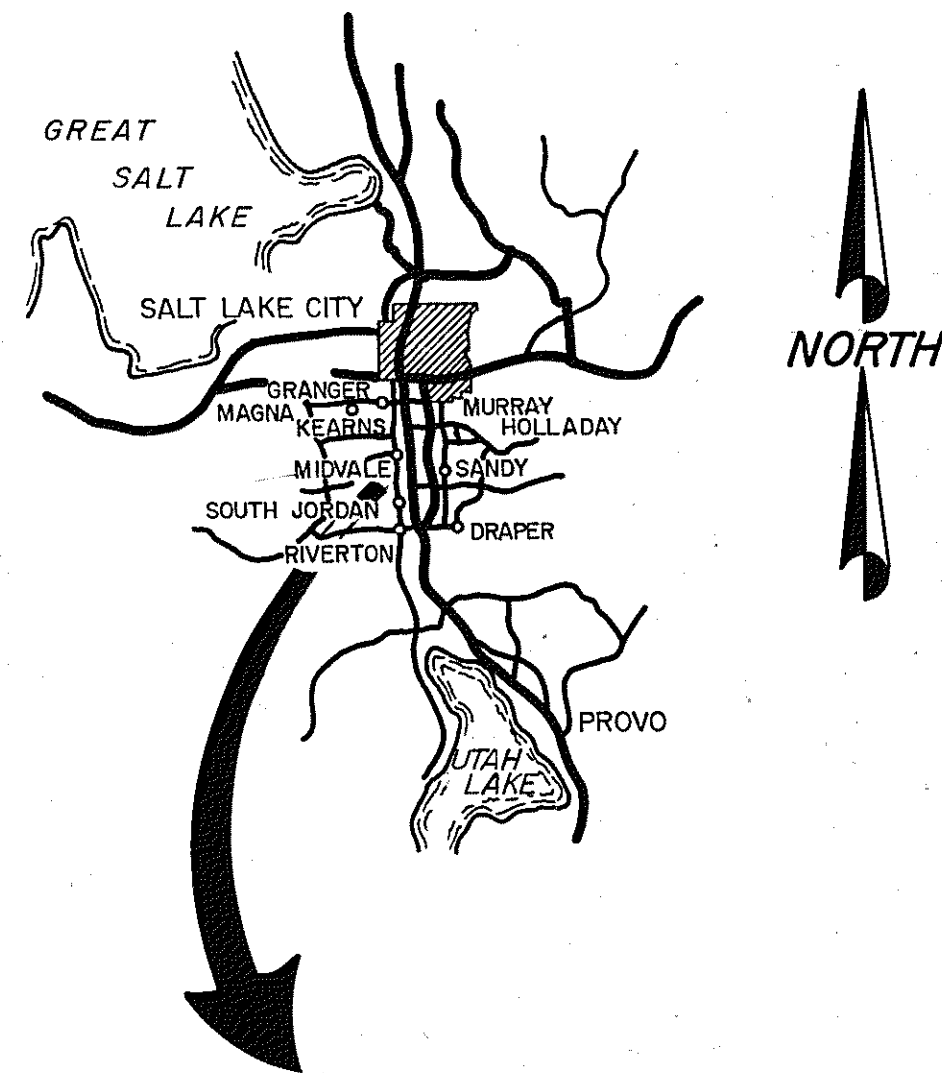 GREAT
SALT
LAKE
SALT LAKE CITY
NORTH
GRANGER
MAGNA
MURRAY
KEARNS
HOLLADAY
MIDVALE
SANDY
SOUTH JORDAN
DRAPER
RIVERTON
PROVO
UTAH
LAKE